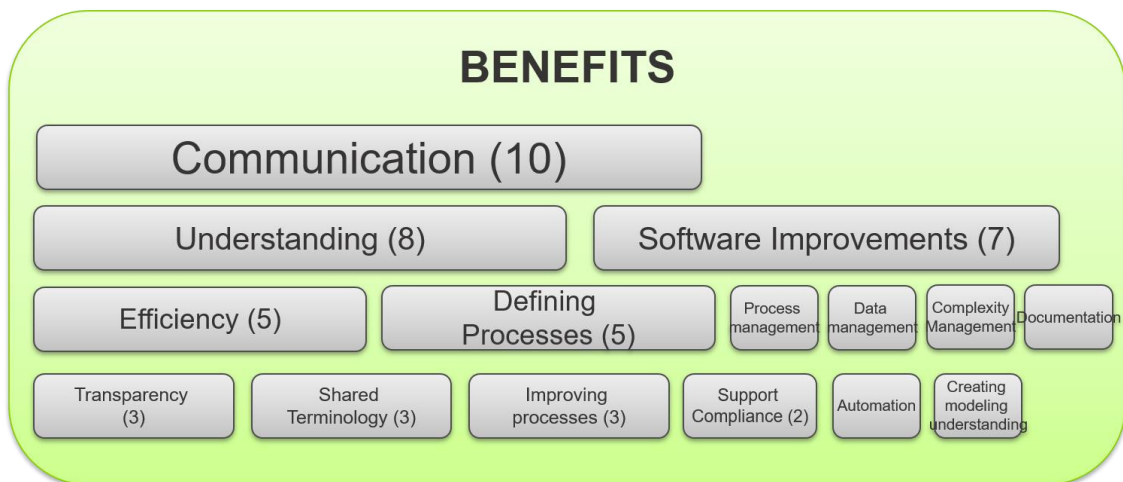 BENEFITS
Communication (10)
Understanding (8)
Software Improvements (7)
Efficiency (5)
Defining
Processes (5)
Process
management
Data
management
Complexity
Management
Documentation
Transparency
(3)
Shared
Terminology (3)
Improving
processes (3)
Support
Compliance (2)
Automation
Creating
modeling
understanding